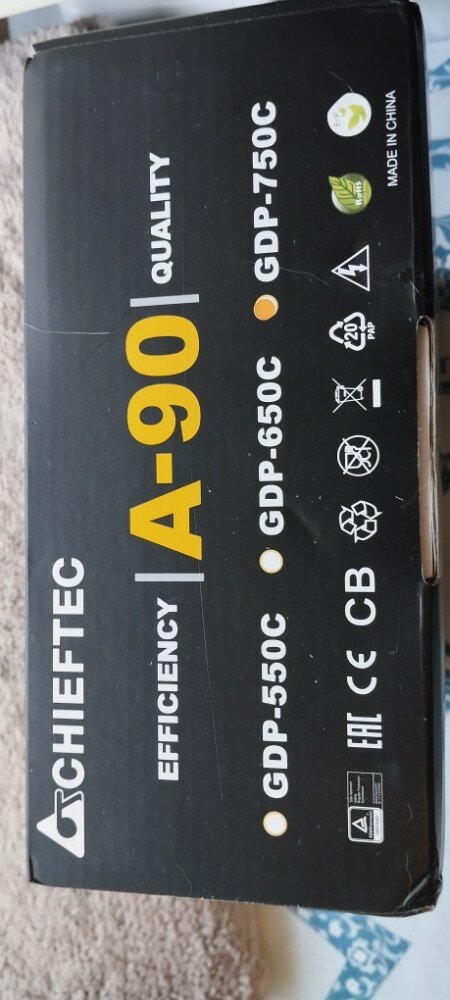 CHIEFTEC
EFFICIENCY | A-90 | QUALITY
GDP-550C GDP-650C GDP-750C
EAC CE CB 20 PAP RoHS ErP
MADE IN CHINA